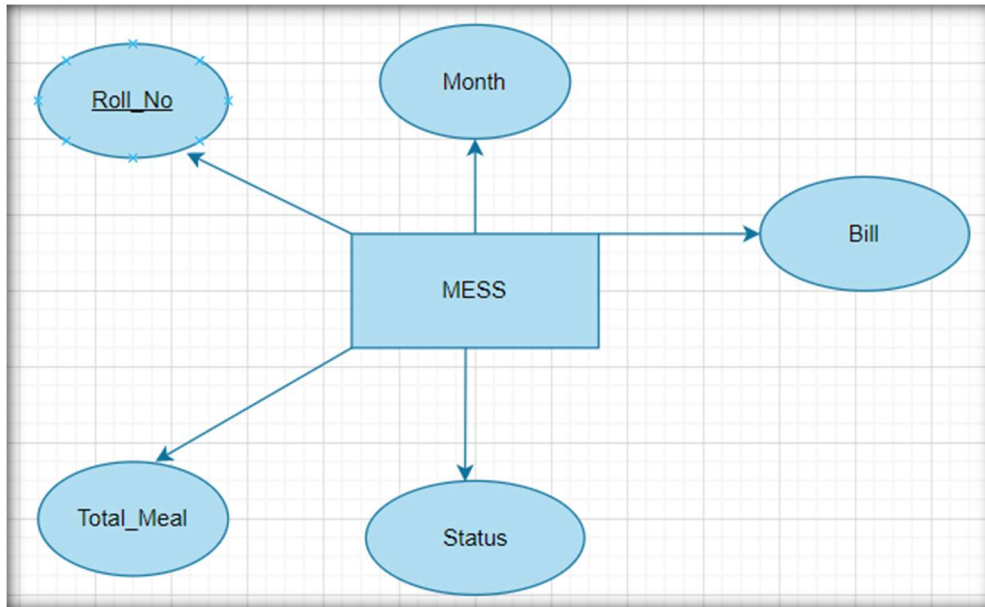 Roll_No
Month
Bill
MESS
Total_Meal
Status